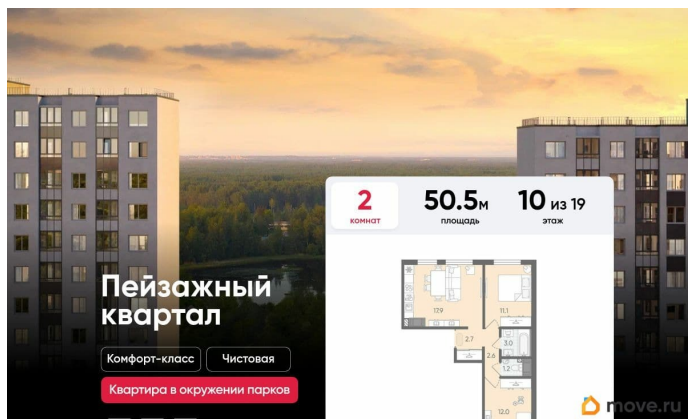 2
комнат
50.5м
площадь
10 из 19
этаж
Пейзажный
квартал
Комфорт-класс
Чистовая
Квартира в окружении парков
17.9
11.1
2.7
3.0
2.6
1.2
12.0
move.ru